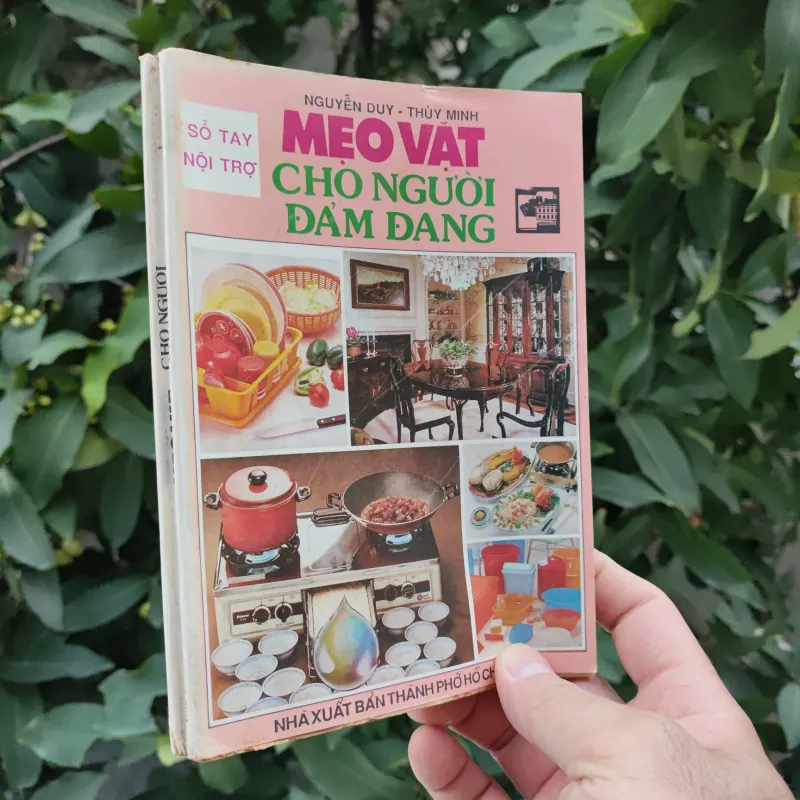 NGUYỄN DUY - THÙY MINH
SỔ TAY
NỘI TRỢ
MẸO VẶT
CHO NGƯỜI
ĐẢM ĐANG
NHÀ XUẤT BẢN THÀNH PHỐ HỒ CH
CHO NGƯỜI